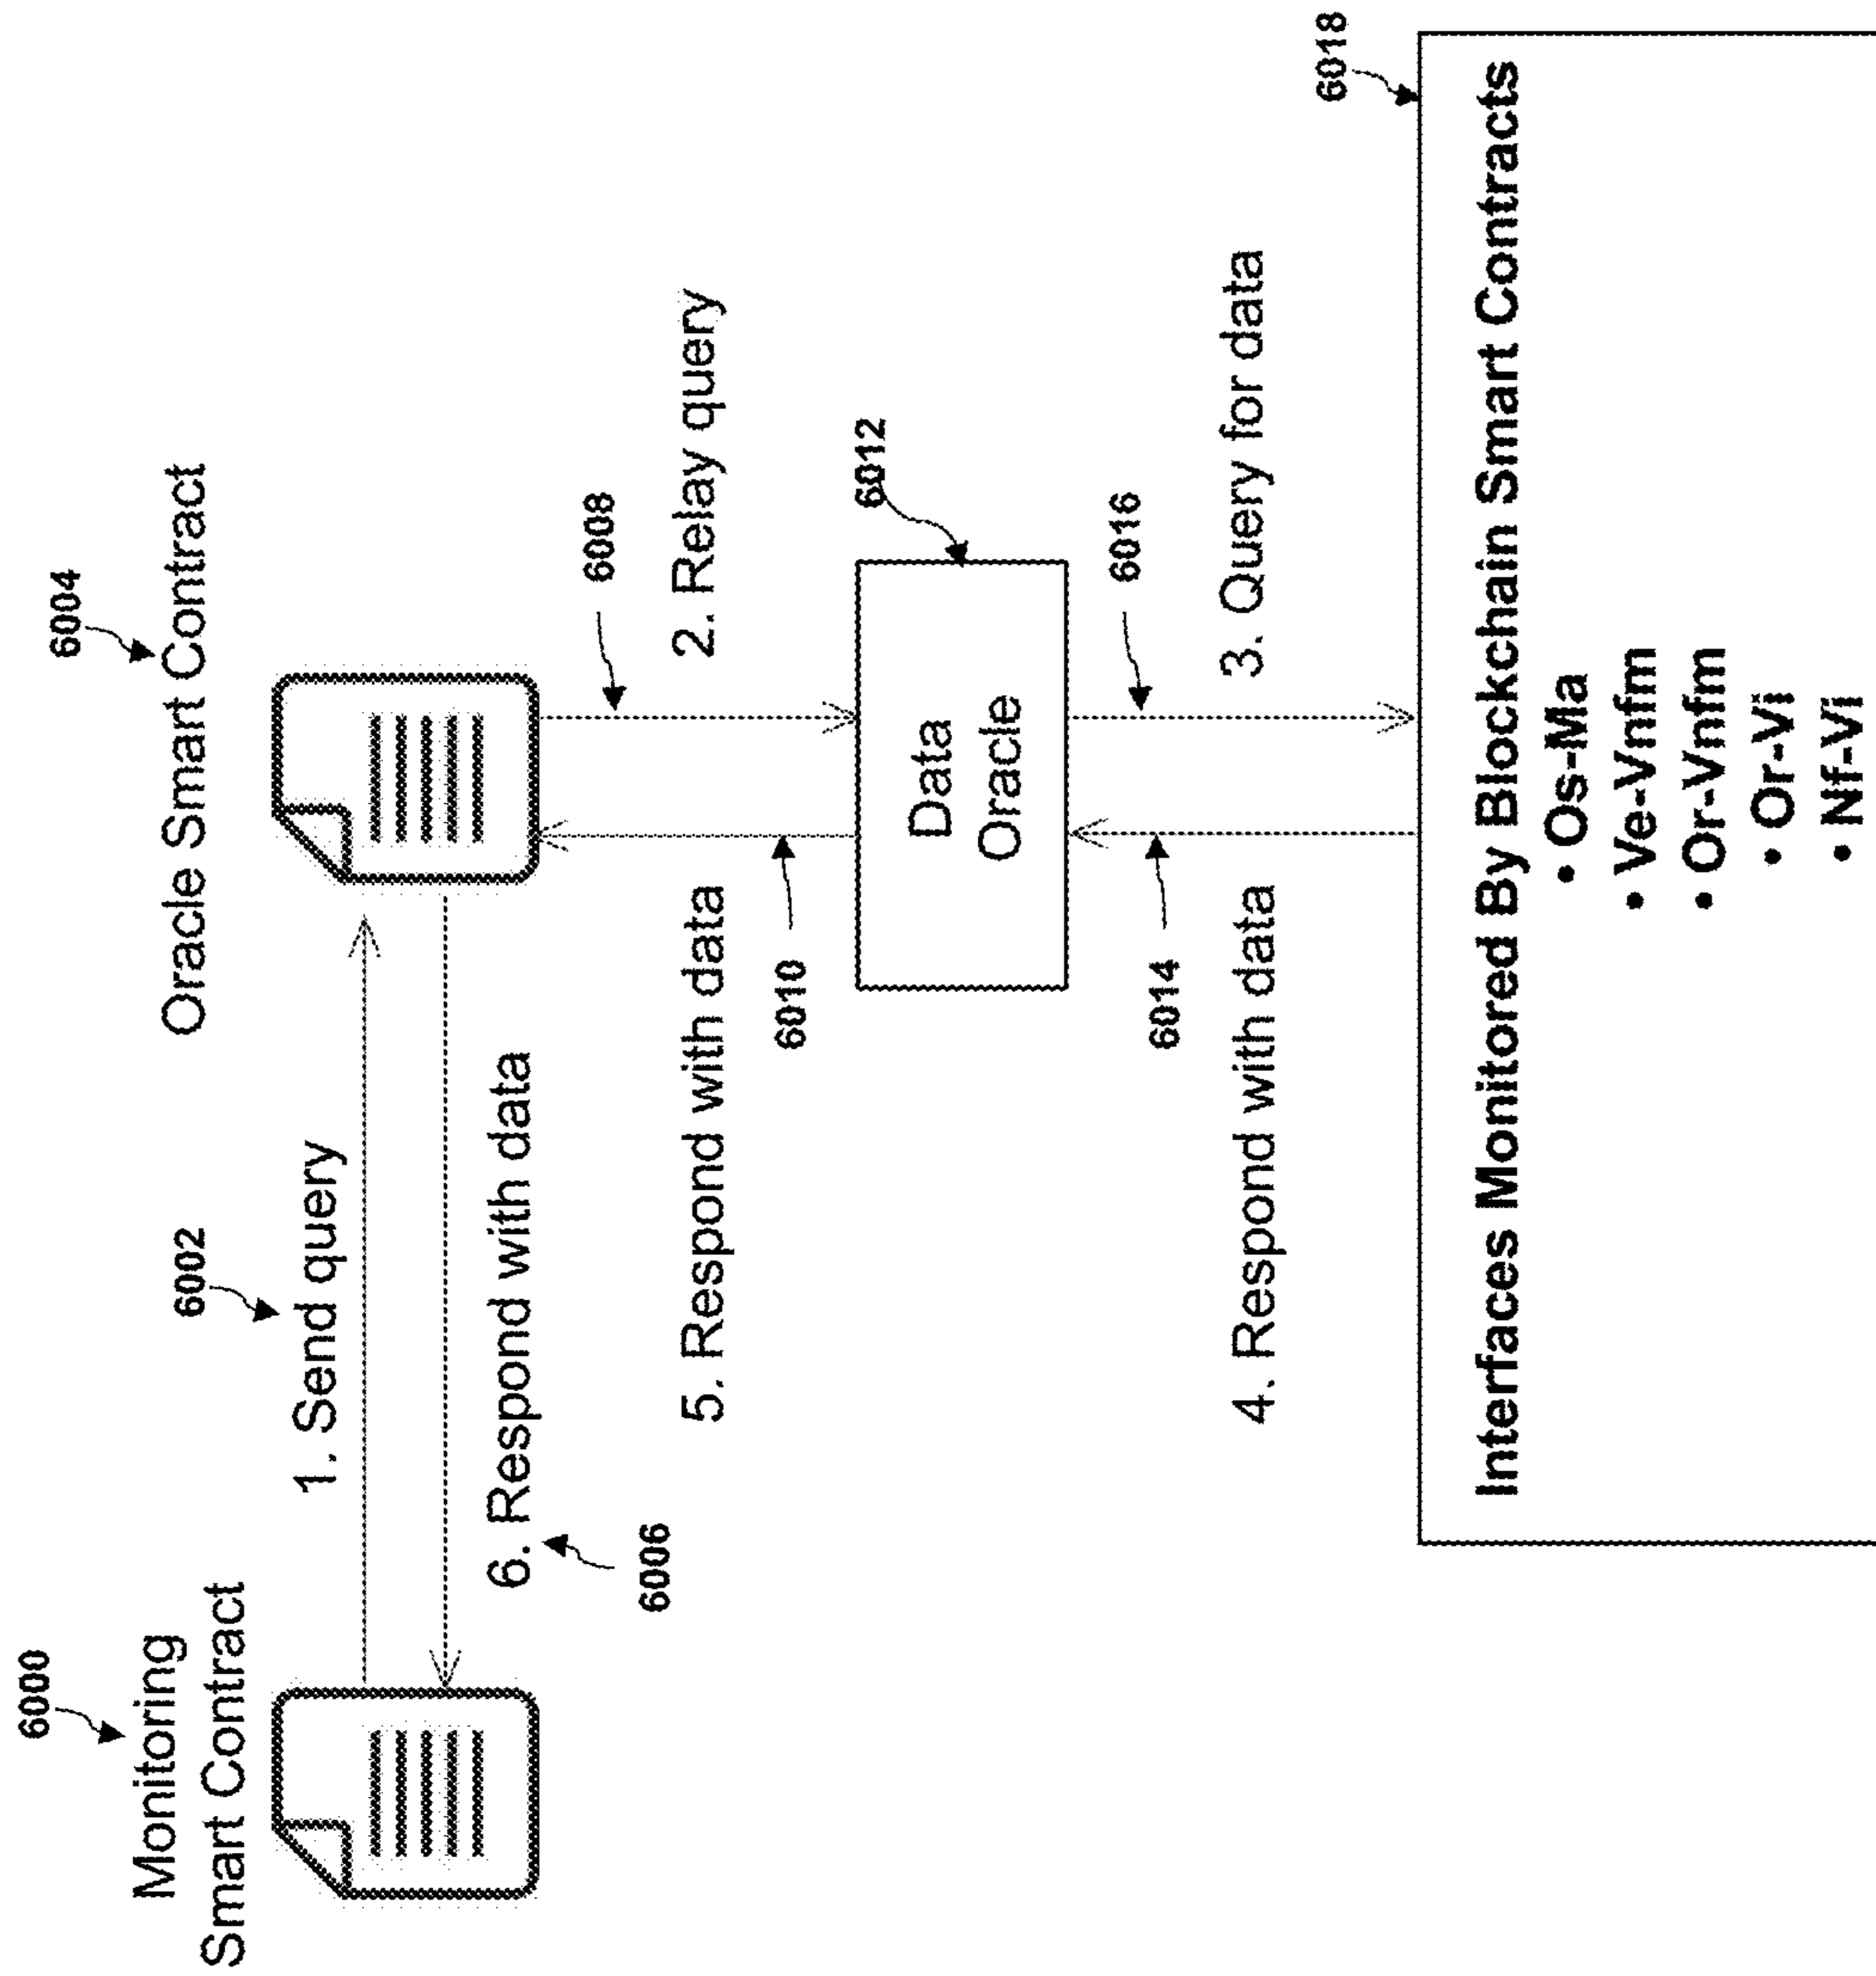 6000
Monitoring
Smart Contract
6002
1. Send query
6004
Oracle Smart Contract
6. Respond with data
6006
6008
2. Relay query
5. Respond with data
6010
6012
Data
Oracle
6016
3. Query for data
6014
4. Respond with data
6018
Interfaces Monitored By Blockchain Smart Contracts
• Os-Ma
• Ve-Vnfm
• Or-Vnfm
• Or-Vi
• Nf-Vi